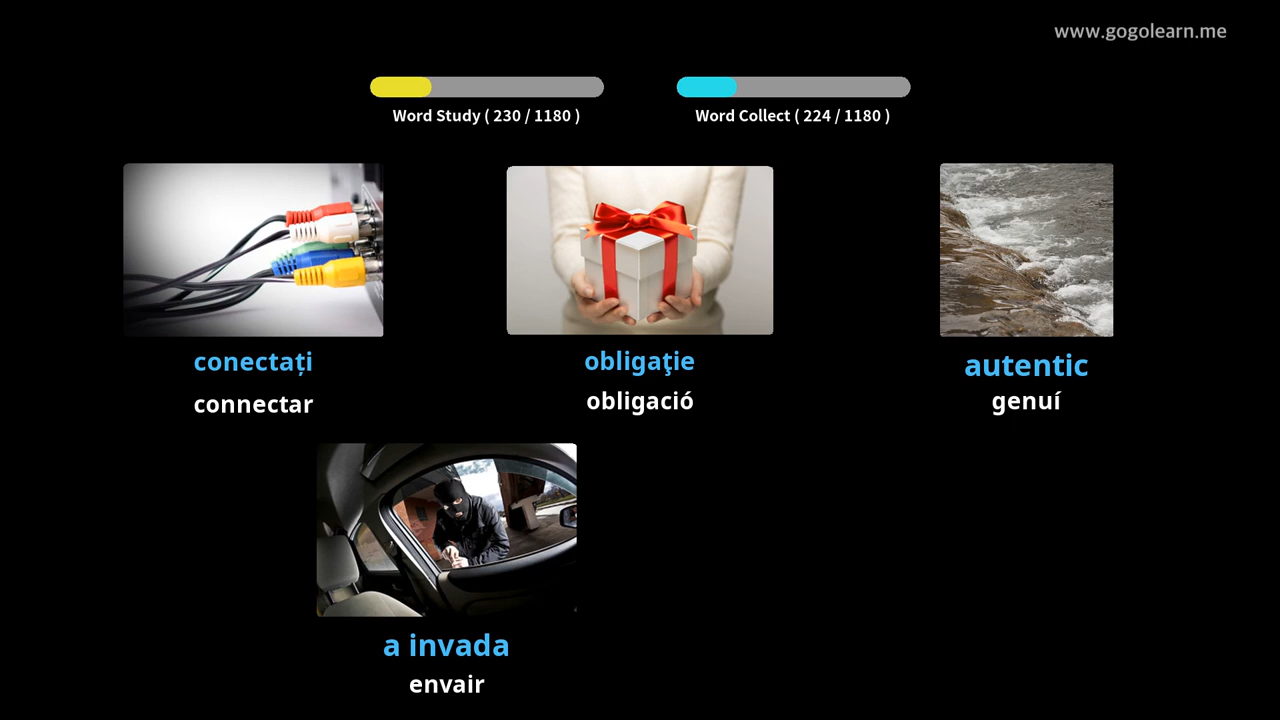 www.gogolearn.me
Word Study ( 230 / 1180 )
Word Collect ( 224 / 1180 )
conectați
connectar
obligaţie
obligació
autentic
genuí
a invada
envair